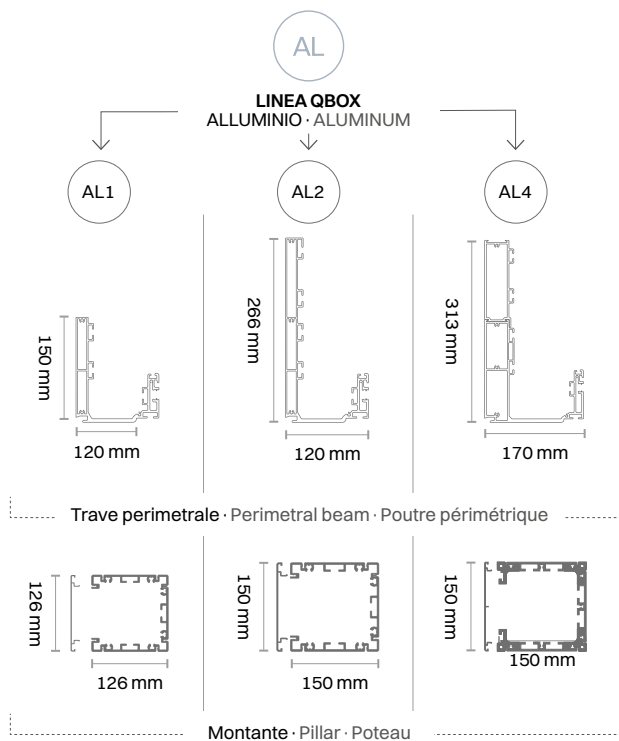 AL
LINEA QBOX
ALLUMINIO · ALUMINUM
AL1
AL2
AL4
150 mm
266 mm
313 mm
120 mm
120 mm
170 mm
Trave perimetrale · Perimetral beam · Poutre périmétrique
126 mm
150 mm
150 mm
126 mm
150 mm
150 mm
Montante · Pillar · Poteau